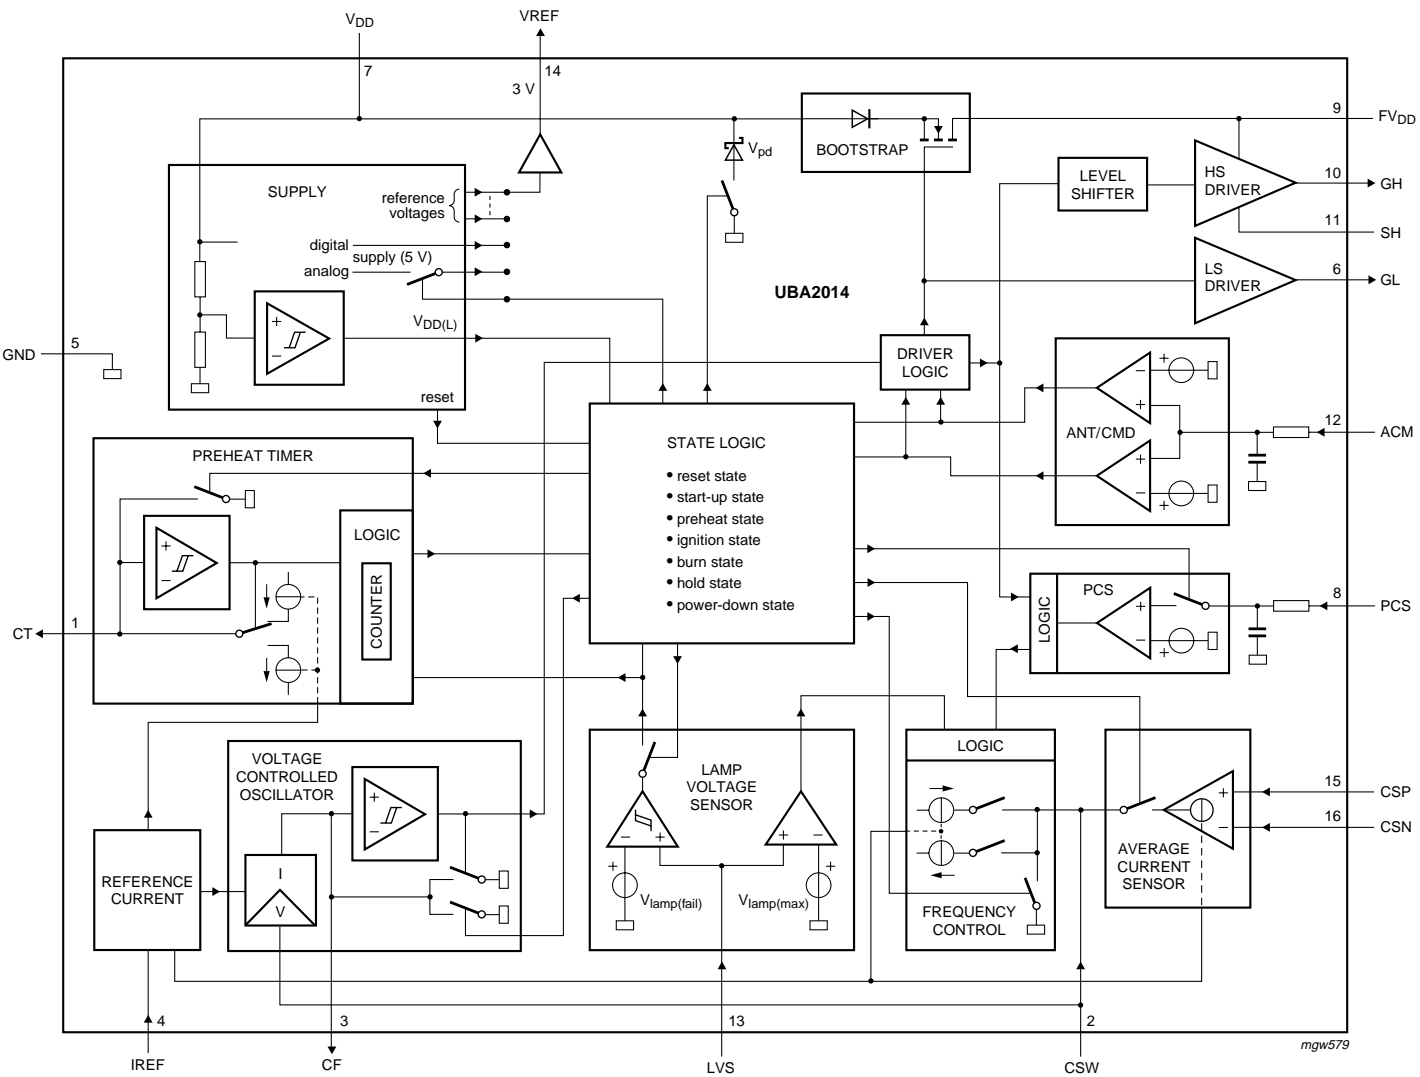 VDD
VREF
7
14
3 V
9
FVDD
BOOTSTRAP
Vpd
SUPPLY
reference
voltages
digital
supply (5 V)
analog
VDD(L)
reset
LEVEL
SHIFTER
HS
DRIVER
10
GH
11
SH
LS
DRIVER
6
GL
UBA2014
GND
5
DRIVER
LOGIC
ANT/CMD
12
ACM
PREHEAT TIMER
LOGIC
COUNTER
1
CT
STATE LOGIC
• reset state
• start-up state
• preheat state
• ignition state
• burn state
• hold state
• power-down state
LOGIC
PCS
8
PCS
VOLTAGE
CONTROLLED
OSCILLATOR
I
V
REFERENCE
CURRENT
LAMP
VOLTAGE
SENSOR
Vlamp(fail)
Vlamp(max)
LOGIC
FREQUENCY
CONTROL
AVERAGE
CURRENT
SENSOR
15
CSP
16
CSN
4
IREF
3
CF
13
LVS
2
CSW
mgw579